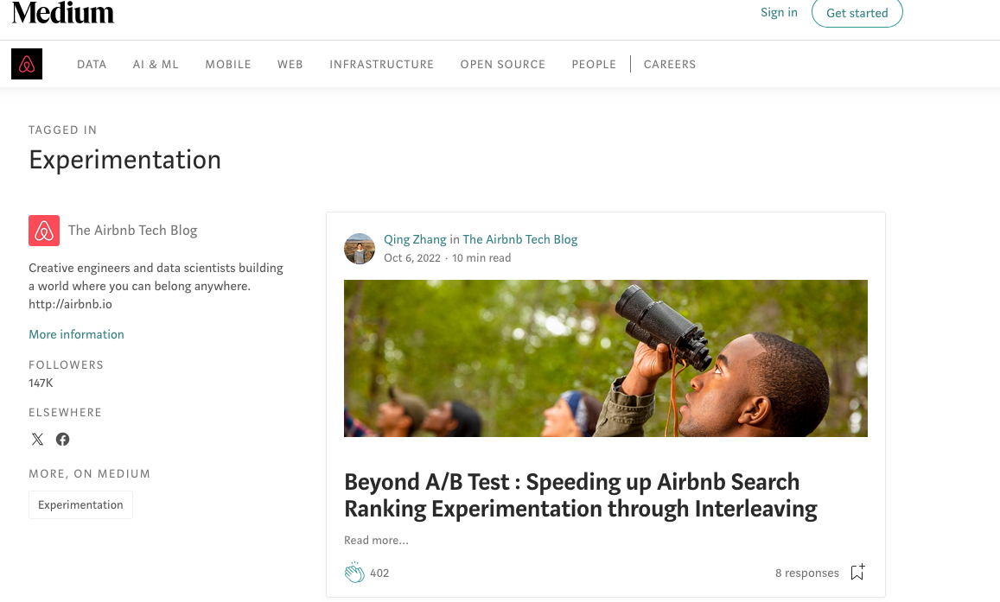 Medium
Sign in
Get started
DATA
AI & ML
MOBILE
WEB
INFRASTRUCTURE
OPEN SOURCE
PEOPLE
CAREERS
TAGGED IN
Experimentation
The Airbnb Tech Blog
Creative engineers and data scientists building
a world where you can belong anywhere.
http://airbnb.io
More information
FOLLOWERS
147K
ELSEWHERE
MORE, ON MEDIUM
Experimentation
Qing Zhang in The Airbnb Tech Blog
Oct 6, 2022 · 10 min read
Beyond A/B Test : Speeding up Airbnb Search
Ranking Experimentation through Interleaving
Read more...
402
8 responses